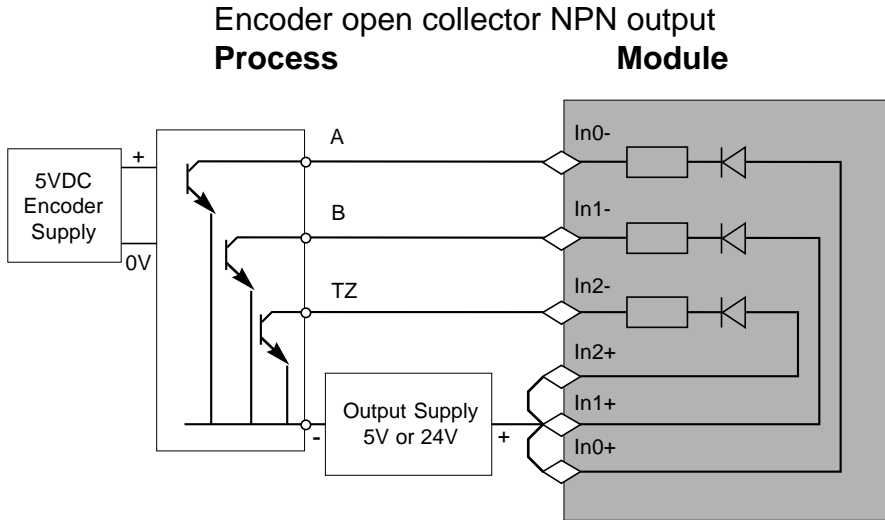 Encoder open collector NPN output
Process
Module
A
In0-
+
5VDC
Encoder
Supply
0V
B
In1-
TZ
In2-
In2+
Output Supply
5V or 24V
-
+
In1+
In0+